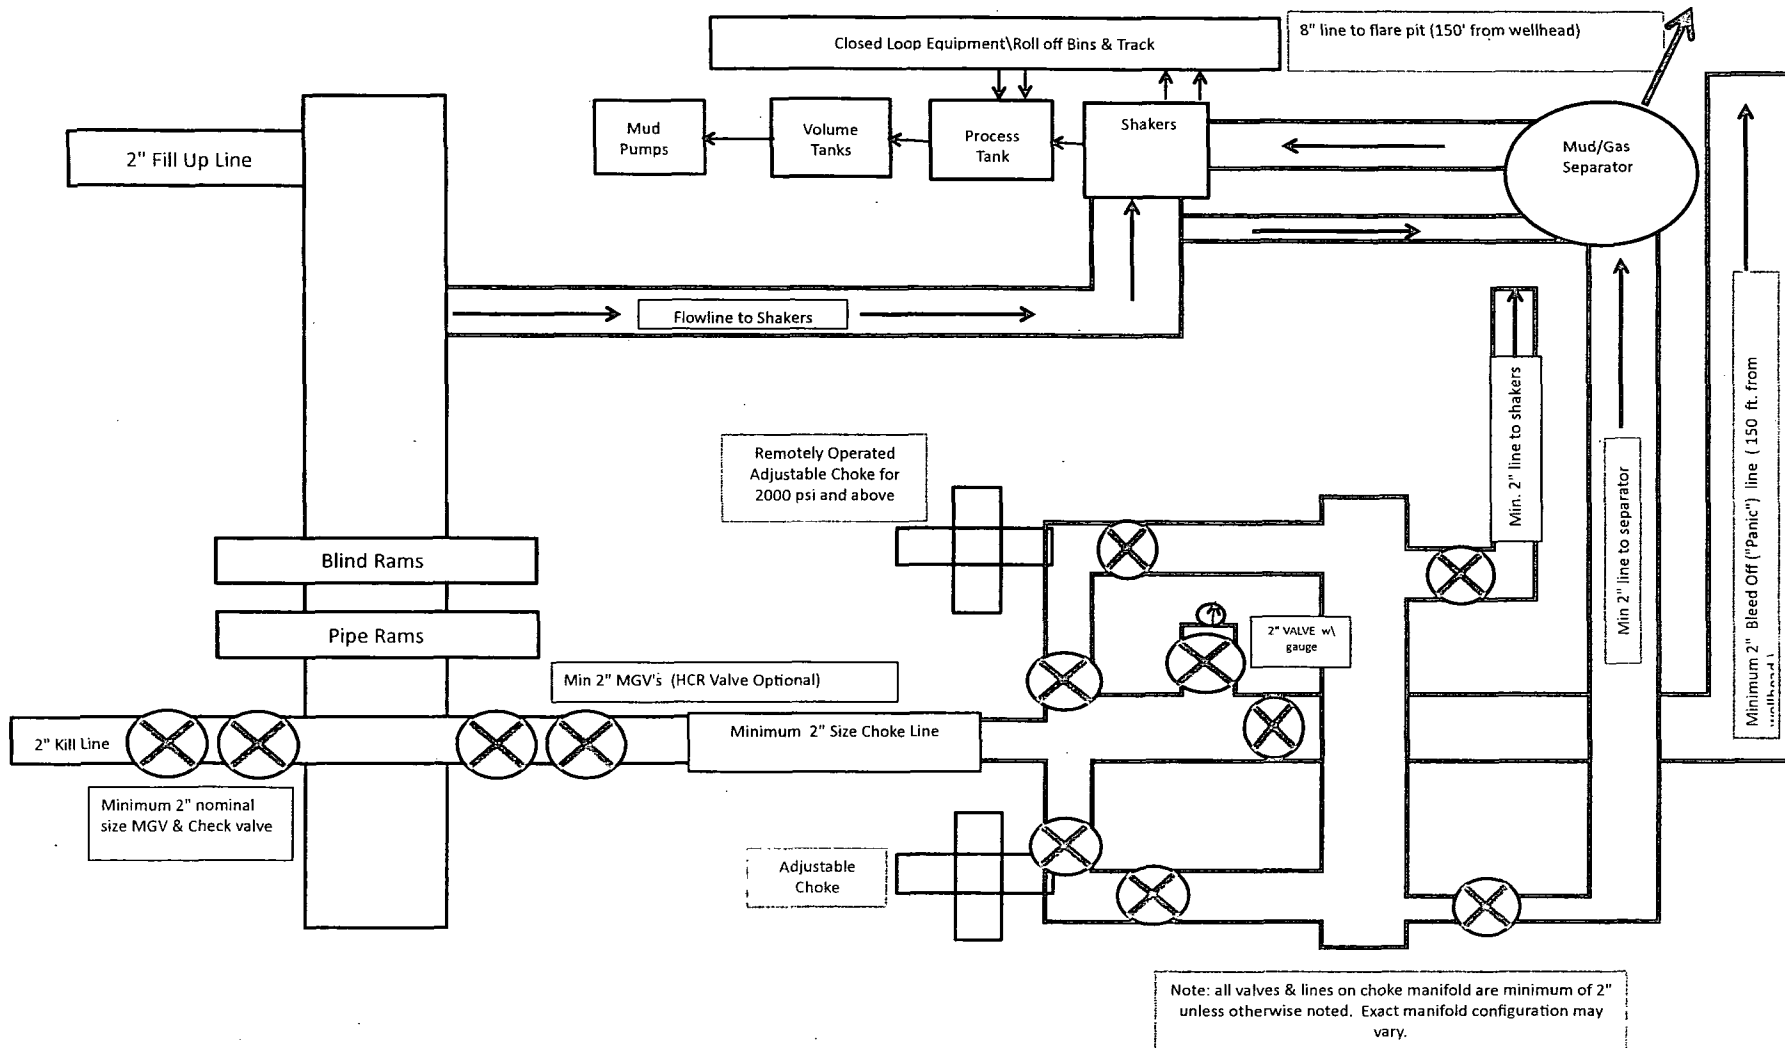 Closed Loop Equipment\Roll off Bins & Track
8" line to flare pit (150' from wellhead)
2" Fill Up Line
Mud
Pumps
Volume
Tanks
Process
Tank
Shakers
Mud/Gas
Separator
Flowline to Shakers
Remotely Operated
Adjustable Choke for
2000 psi and above
Min. 2" line to shakers
Min 2" line to separator
Minimum 2" Bleed Off ("Panic") line ( 150 ft. from
wellhead)
Blind Rams
Pipe Rams
2" VALVE w\
gauge
Min 2" MGV's (HCR Valve Optional)
2" Kill Line
Minimum 2" Size Choke Line
Minimum 2" nominal
size MGV & Check valve
Adjustable
Choke
Note: all valves & lines on choke manifold are minimum of 2"
unless otherwise noted. Exact manifold configuration may
vary.